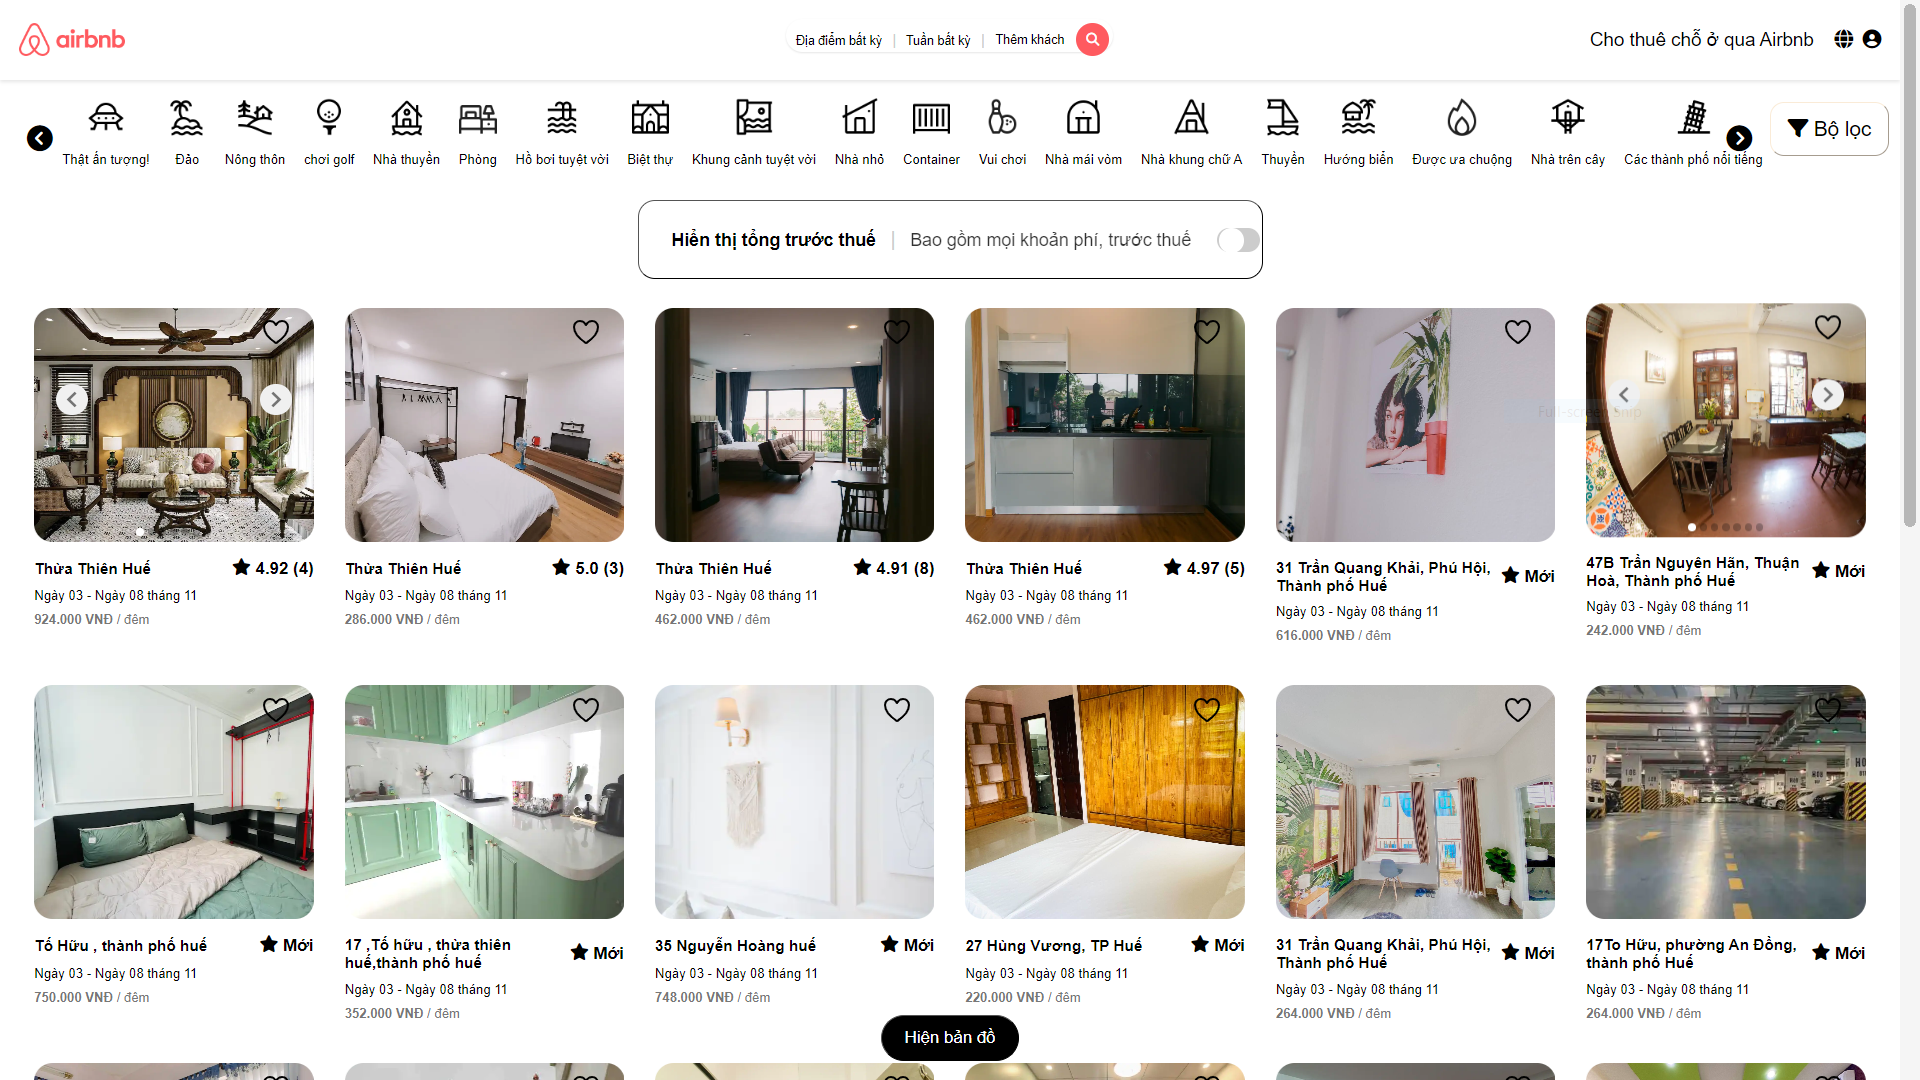 airbnb
Địa điểm bất kỳ | Tuần bất kỳ | Thêm khách
Cho thuê chỗ ở qua Airbnb
Thật ấn tượng!
Đảo
Nông thôn
chơi golf
Nhà thuyền
Phòng
Hồ bơi tuyệt vời
Biệt thự
Khung cảnh tuyệt vời
Nhà nhỏ
Container
Vui chơi
Nhà mái vòm
Nhà khung chữ A
Thuyền
Hướng biển
Được ưa chuộng
Nhà trên cây
Các thành phố nổi tiếng
Bộ lọc
Hiển thị tổng trước thuế | Bao gồm mọi khoản phí, trước thuế
Full-screen Snip
Thừa Thiên Huế
4.92 (4)
Ngày 03 - Ngày 08 tháng 11
924.000 VNĐ / đêm
Thừa Thiên Huế
5.0 (3)
Ngày 03 - Ngày 08 tháng 11
286.000 VNĐ / đêm
Thừa Thiên Huế
4.91 (8)
Ngày 03 - Ngày 08 tháng 11
462.000 VNĐ / đêm
Thừa Thiên Huế
4.97 (5)
Ngày 03 - Ngày 08 tháng 11
462.000 VNĐ / đêm
31 Trần Quang Khải, Phú Hội,
Thành phố Huế
Mới
Ngày 03 - Ngày 08 tháng 11
616.000 VNĐ / đêm
47B Trần Nguyên Hãn, Thuận
Hoà, Thành phố Huế
Mới
Ngày 03 - Ngày 08 tháng 11
242.000 VNĐ / đêm
Tố Hữu , thành phố huế
Mới
Ngày 03 - Ngày 08 tháng 11
750.000 VNĐ / đêm
17 ,Tố hữu , thừa thiên
huế,thành phố huế
Mới
Ngày 03 - Ngày 08 tháng 11
352.000 VNĐ / đêm
35 Nguyễn Hoàng huế
Mới
Ngày 03 - Ngày 08 tháng 11
748.000 VNĐ / đêm
27 Hùng Vương, TP Huế
Mới
Ngày 03 - Ngày 08 tháng 11
220.000 VNĐ / đêm
31 Trần Quang Khải, Phú Hội,
Thành phố Huế
Mới
Ngày 03 - Ngày 08 tháng 11
264.000 VNĐ / đêm
17To Hữu, phường An Đồng,
thành phố Huế
Mới
Ngày 03 - Ngày 08 tháng 11
264.000 VNĐ / đêm
Hiện bản đồ